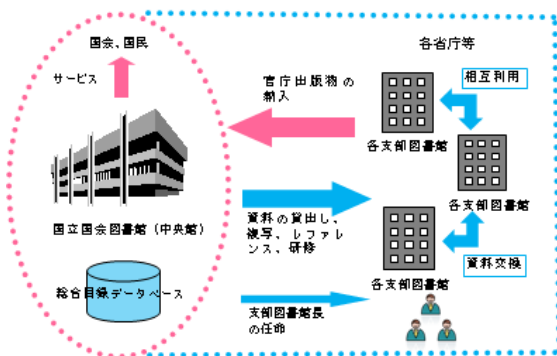 国会、国民
サービス
国立国会図書館（中央館）
総合目録データベース
官庁出版物の
納入
資料の貸出し、
複写、レファレ
ンス、研修
支部図書館長
の任命
各省庁等
相互利用
各支部図書館
各支部図書館
各支部図書館
資料交換